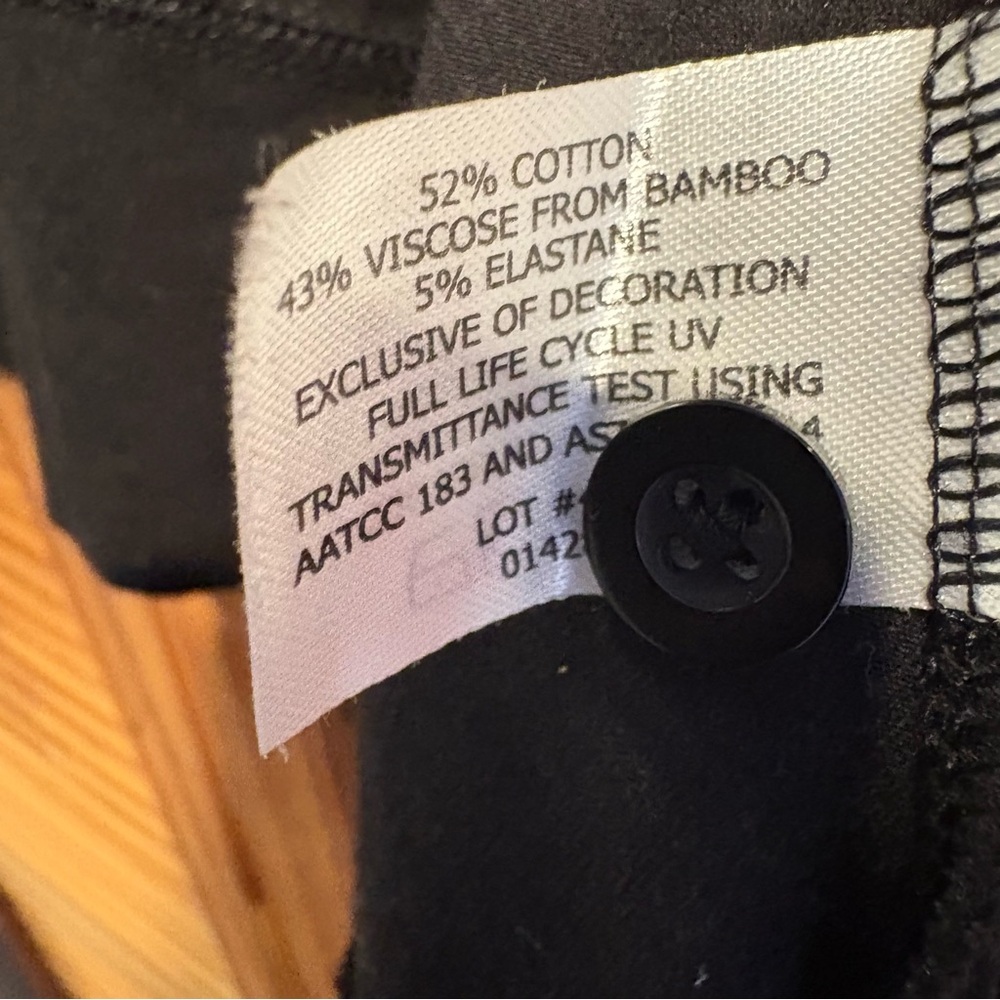 52% COTTON
43% VISCOSE FROM BAMBOO
5% ELASTANE
EXCLUSIVE OF DECORATION
FULL LIFE CYCLE UV
TRANSMITTANCE TEST USING
AATCC 183 AND
LOT